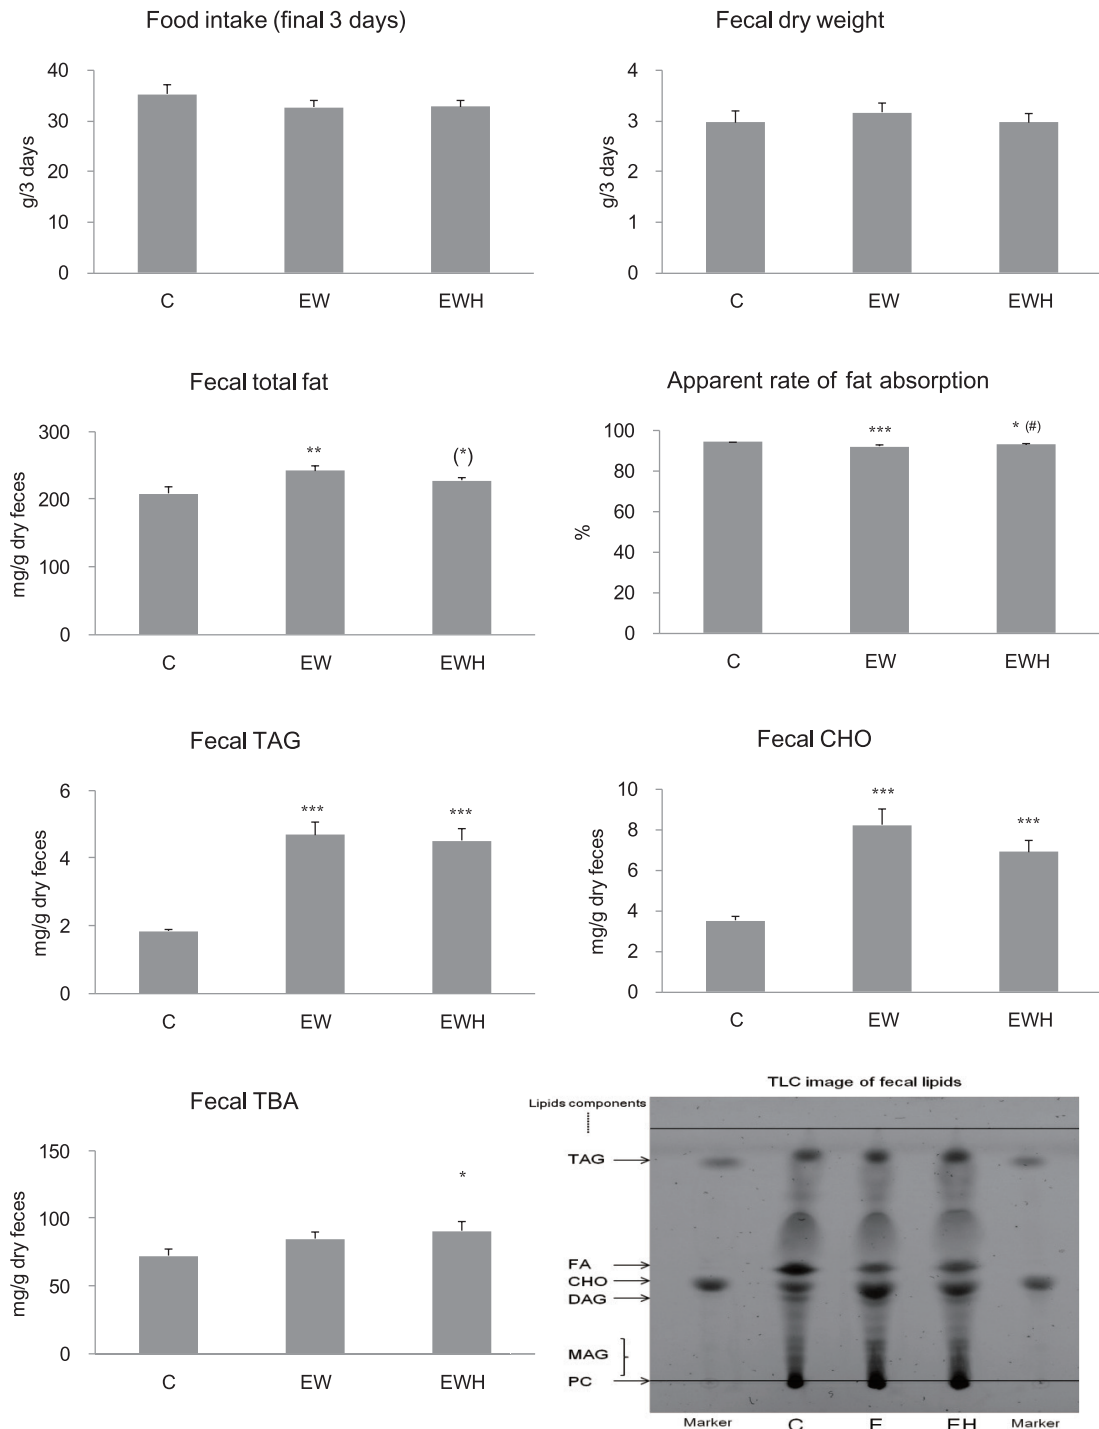 Food intake (final 3 days)
g/3 days
40
30
20
10
0
C EW EWH
Fecal dry weight
g/3 days
4
3
2
1
0
C EW EWH
Fecal total fat
mg/g dry feces
300
200
100
0
** (*)
C EW EWH
Apparent rate of fat absorption
%
100
80
60
40
20
0
*** * (#)
C EW EWH
Fecal TAG
mg/g dry feces
6
4
2
0
*** ***
C EW EWH
Fecal CHO
mg/g dry feces
10
8
6
4
2
0
*** ***
C EW EWH
Fecal TBA
mg/g dry feces
150
100
50
0
*
C EW EWH
TLC image of fecal lipids
Lipids components
TAG
FA
CHO
DAG
MAG
PC
Marker C E EH Marker